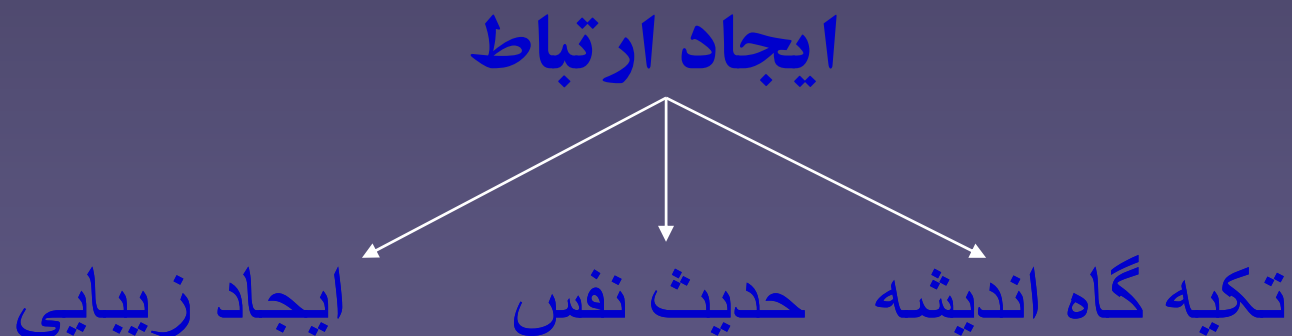 ایجاد ارتباط
تکیه گاه اندیشه حدیث نفس ایجاد زیبایی